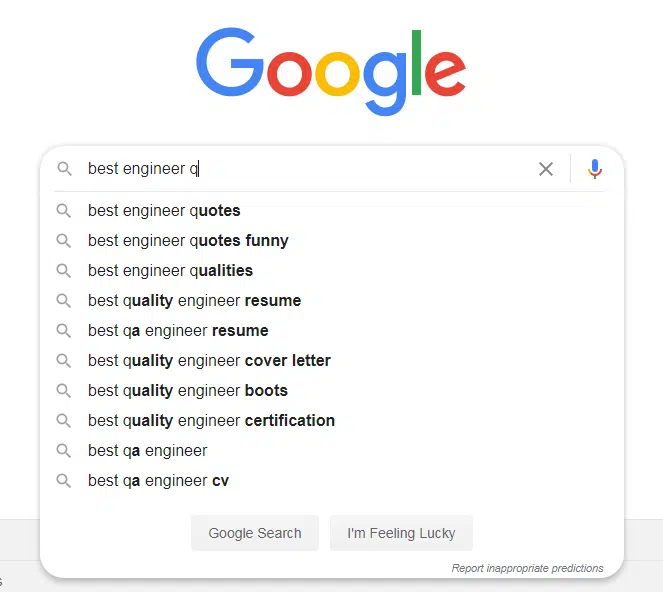 Google
best engineer q
best engineer quotes
best engineer quotes funny
best engineer qualities
best quality engineer resume
best qa engineer resume
best quality engineer cover letter
best quality engineer boots
best quality engineer certification
best qa engineer
best qa engineer cv
Google Search I'm Feeling Lucky
Report inappropriate predictions
s